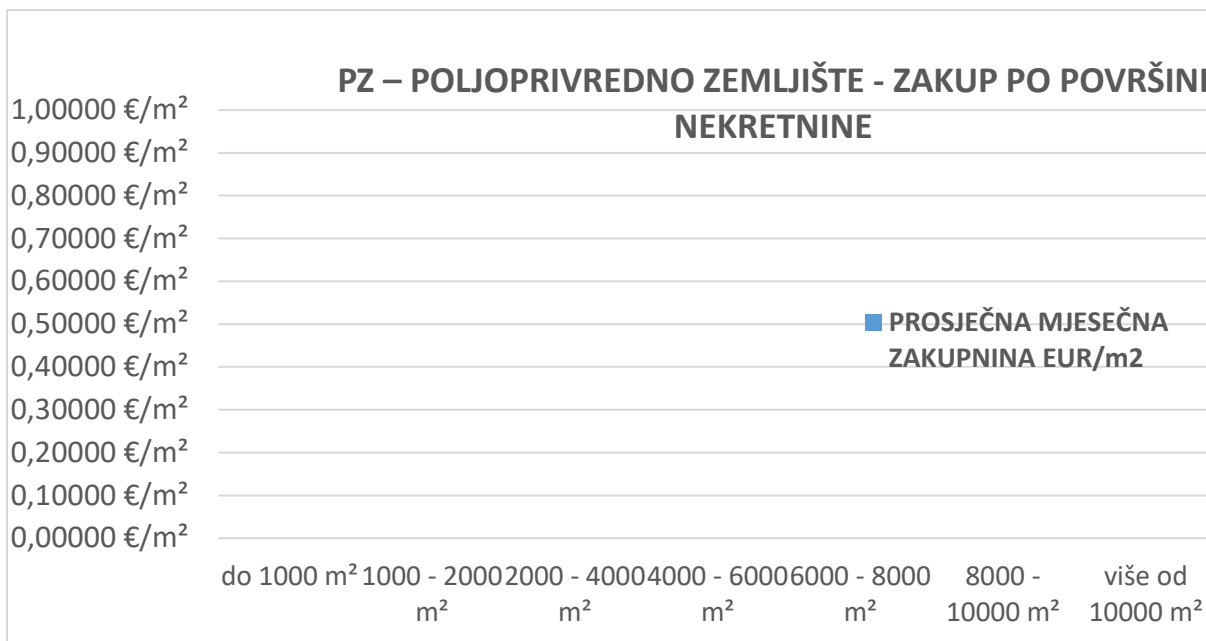 PZ – POLJOPRIVREDNO ZEMLJIŠTE - ZAKUP PO POVRŠINI
NEKRETNINE
1,00000 €/m²
0,90000 €/m²
0,80000 €/m²
0,70000 €/m²
0,60000 €/m²
0,50000 €/m²
0,40000 €/m²
0,30000 €/m²
0,20000 €/m²
0,10000 €/m²
0,00000 €/m²
PROSJEČNA MJESEČNA
ZAKUPNINA EUR/m2
do 1000 m²
1000 - 2000
m²
2000 - 4000
m²
4000 - 6000
m²
6000 - 8000
m²
8000 -
10000 m²
više od
10000 m²